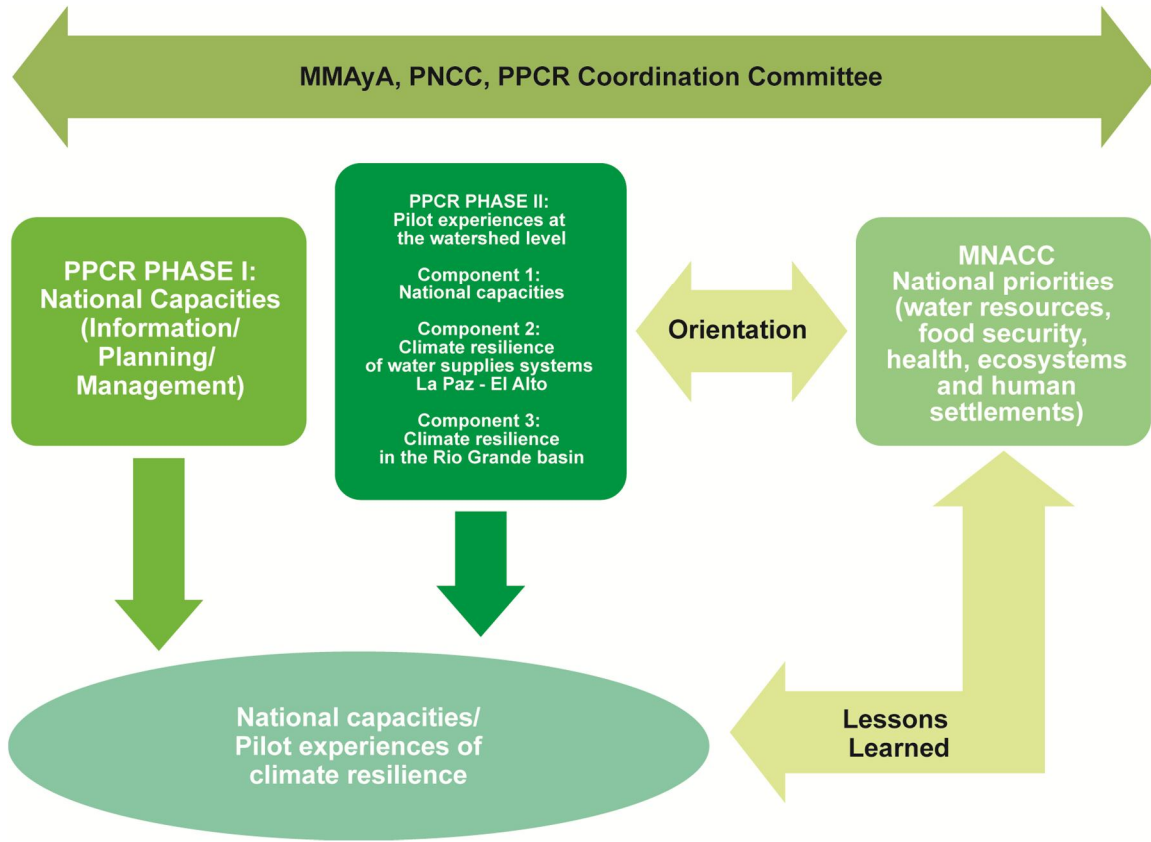 MMAyA, PNCC, PPCR Coordination Committee
PPCR PHASE I:
National Capacities
(Information/
Planning/
Management)
PPCR PHASE II:
Pilot experiences at
the watershed level
Component 1:
National capacities
Component 2:
Climate resilience
of water supplies systems
La Paz - El Alto
Component 3:
Climate resilience
in the Rio Grande basin
Orientation
MNACC
National priorities
(water resources,
food security,
health, ecosystems
and human
settlements)
National capacities/
Pilot experiences of
climate resilience
Lessons
Learned